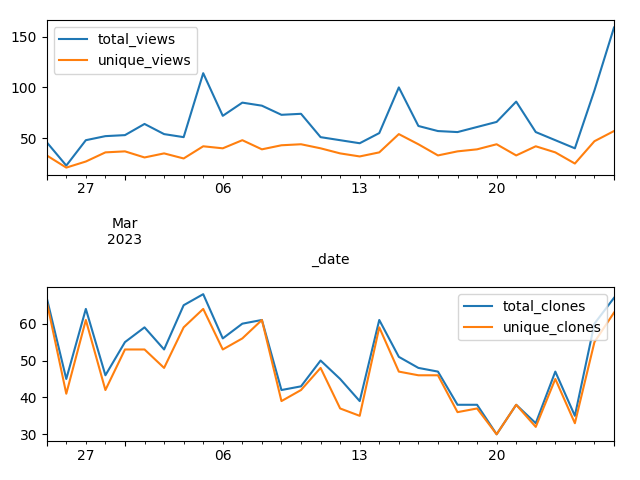 150
100
50
total_views
unique_views
27
06
13
20
Mar
2023
_date
60
50
40
30
total_clones
unique_clones
27
06
13
20